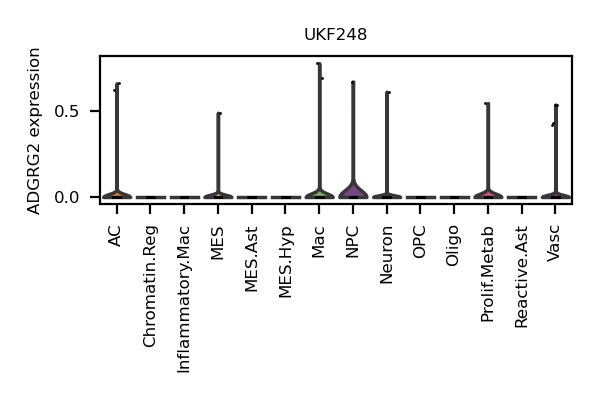 UKF248
ADGRG2 expression
0.5
0.0
AC
Chromatin.Reg
Inflammatory.Mac
MES
MES.Ast
MES.Hyp
Mac
NPC
Neuron
OPC
Oligo
Prolif.Metab
Reactive.Ast
Vasc